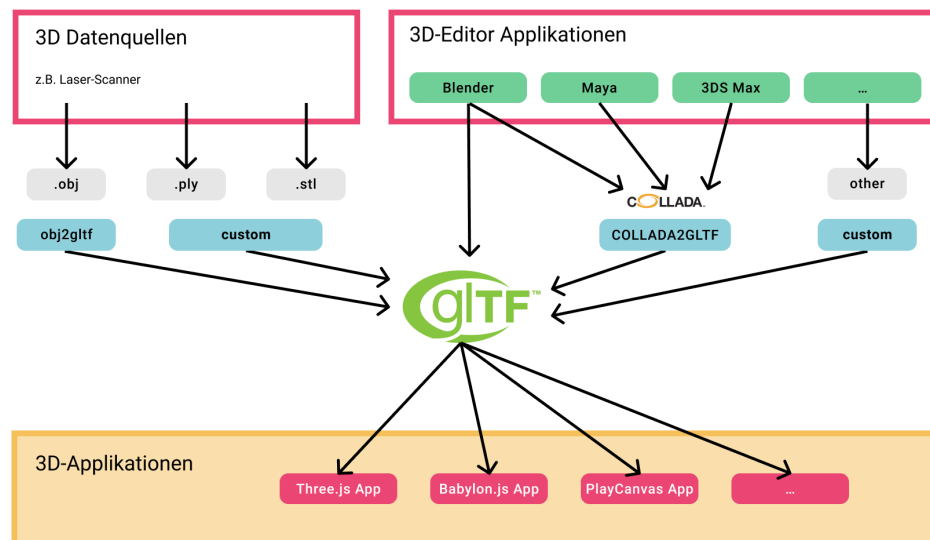 3D Datenquellen
z.B. Laser-Scanner
3D-Editor Applikationen
Blender
Maya
3DS Max
...
.obj
.ply
.stl
COLLADA.
other
obj2gltf
custom
COLLADA2GLTF
custom
glTF™
3D-Applikationen
Three.js App
Babylon.js App
PlayCanvas App
...